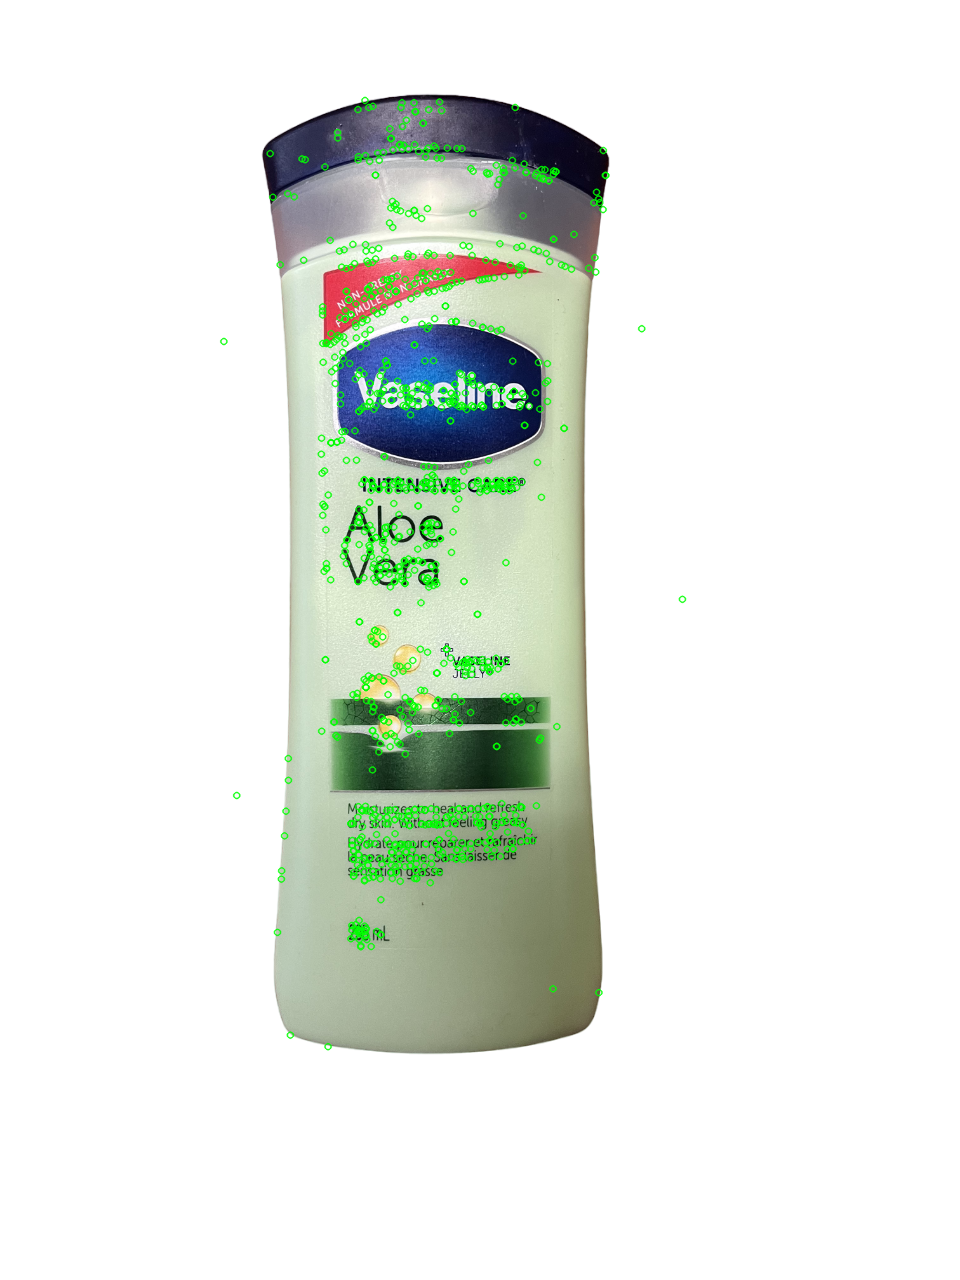 NON-GREASY
FORMULE NON GRASSE
Vaseline.
INTENSIVE CARE®
Aloe
Vera
VASELINE
JELLY
Moisturizes to heal and refresh
dry skin. Without feeling greasy
Hydrate pour réparer et rafraîchir
la peau sèche. Sans laisser de
sensation grasse
mL